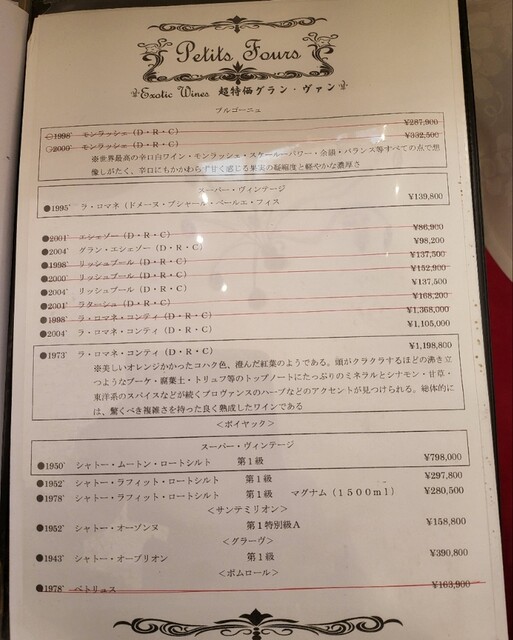 Petits Fours
Exotic Wines 超特価グラン・ヴァン
ブルゴーニュ
○1998' モンラッシェ（D・R・C） ¥287,900
○2000' モンラッシェ（D・R・C） ¥332,500
※世界最高の辛口白ワイン・モンラッシェ・スケール―パワー・余韻・バランス等すべての点で想
像しがたく、辛口にもかかわらず甘く感じる果実の凝縮度と軽やかな濃厚さ
スーパー・ヴィンテージ
●1995' ラ・ロマネ（ドメーヌ・ブシャール・ペールエ・フィス ¥139,800
●2001' エシェゾー（D・R・C） ¥86,900
●2004' グラン・エシェゾー（D・R・C） ¥98,200
●1998' リッシュブール（D・R・C） ¥137,500
●2000' リッシュブール（D・R・C） ¥152,900
●2004' リッシュブール（D・R・C） ¥137,500
●2001' ラターシュ（D・R・C） ¥168,200
●1998' ラ・ロマネ・コンティ（D・R・C） ¥1,368,000
●2004' ラ・ロマネ・コンティ（D・R・C） ¥1,105,000
●1973' ラ・ロマネ・コンティ（D・R・C） ¥1,198,800
※美しいオレンジかかったコハク色、澄んだ紅葉のようである。頭がクラクラするほどの沸き立
つようなブーケ・腐葉土・トリュフ等のトップノートにたっぷりのミネラルとシナモン・甘草・
東洋系のスパイスなどが続くプロヴァンスのハーブなどのアクセントが見つけられる。総体的に
は、驚くべき複雑さを持った良く熟成したワインである
＜ポイヤック＞
スーパー・ヴィンテージ
●1950' シャトー・ムートン・ロートシルト 第１級 ¥798,000
●1952' シャトー・ラフィット・ロートシルト 第１級 ¥297,800
●1978' シャトー・ラフィット・ロートシルト 第１級 マグナム（１５００ml） ¥280,500
＜サンテミリオン＞
●1952' シャトー・オーゾンヌ 第１特別級A ¥158,800
＜グラーヴ＞
●1943' シャトー・オーブリオン 第１級 ¥390,800
＜ポムロール＞
●1978' ペトリュス ¥163,900